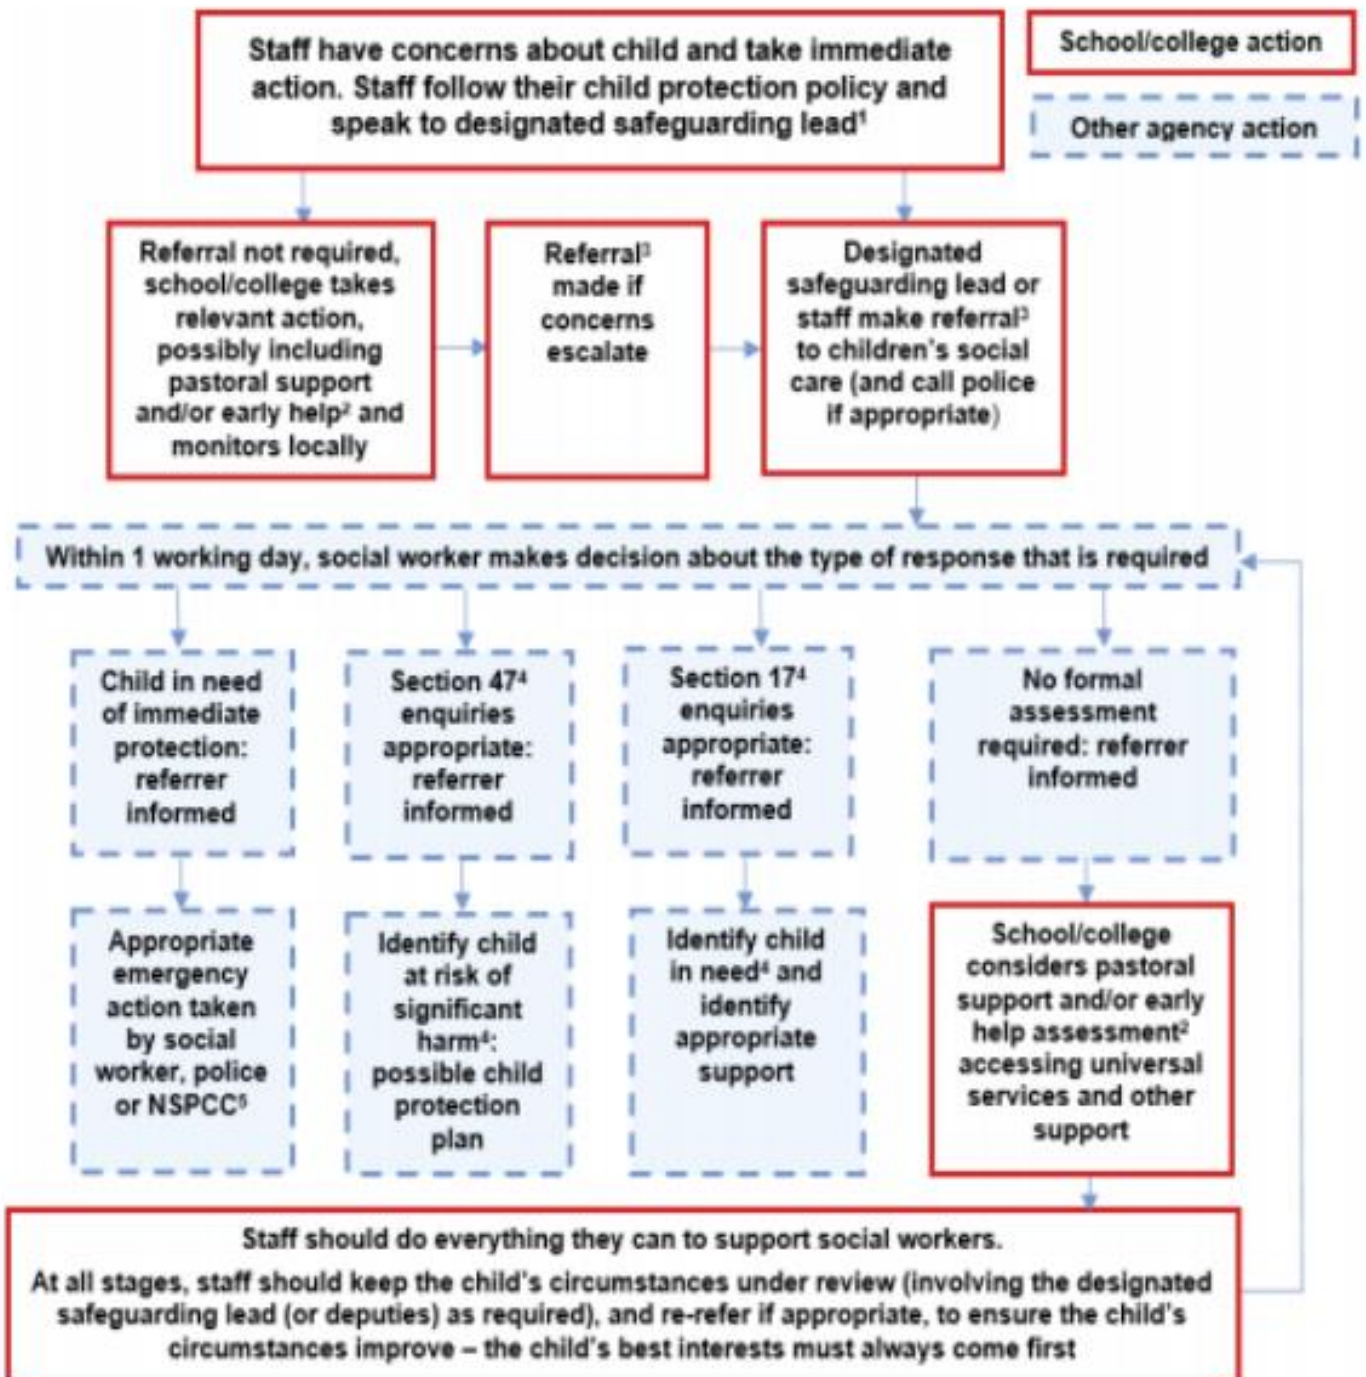 Staff have concerns about child and take immediate
action. Staff follow their child protection policy and
speak to designated safeguarding lead¹
School/college action
Other agency action
Referral not required,
school/college takes
relevant action,
possibly including
pastoral support
and/or early help² and
monitors locally
Referral³
made if
concerns
escalate
Designated
safeguarding lead or
staff make referral³
to children's social
care (and call police
if appropriate)
Within 1 working day, social worker makes decision about the type of response that is required
Child in need
of immediate
protection:
referrer
informed
Section 47⁴
enquiries
appropriate:
referrer
informed
Section 17⁴
enquiries
appropriate:
referrer
informed
No formal
assessment
required: referrer
informed
Appropriate
emergency
action taken
by social
worker, police
or NSPCC⁵
Identify child
at risk of
significant
harm⁴:
possible child
protection
plan
Identify child
in need⁴ and
identify
appropriate
support
School/college
considers pastoral
support and/or early
help assessment²
accessing universal
services and other
support
Staff should do everything they can to support social workers.
At all stages, staff should keep the child's circumstances under review (involving the designated
safeguarding lead (or deputies) as required), and re-refer if appropriate, to ensure the child's
circumstances improve – the child's best interests must always come first